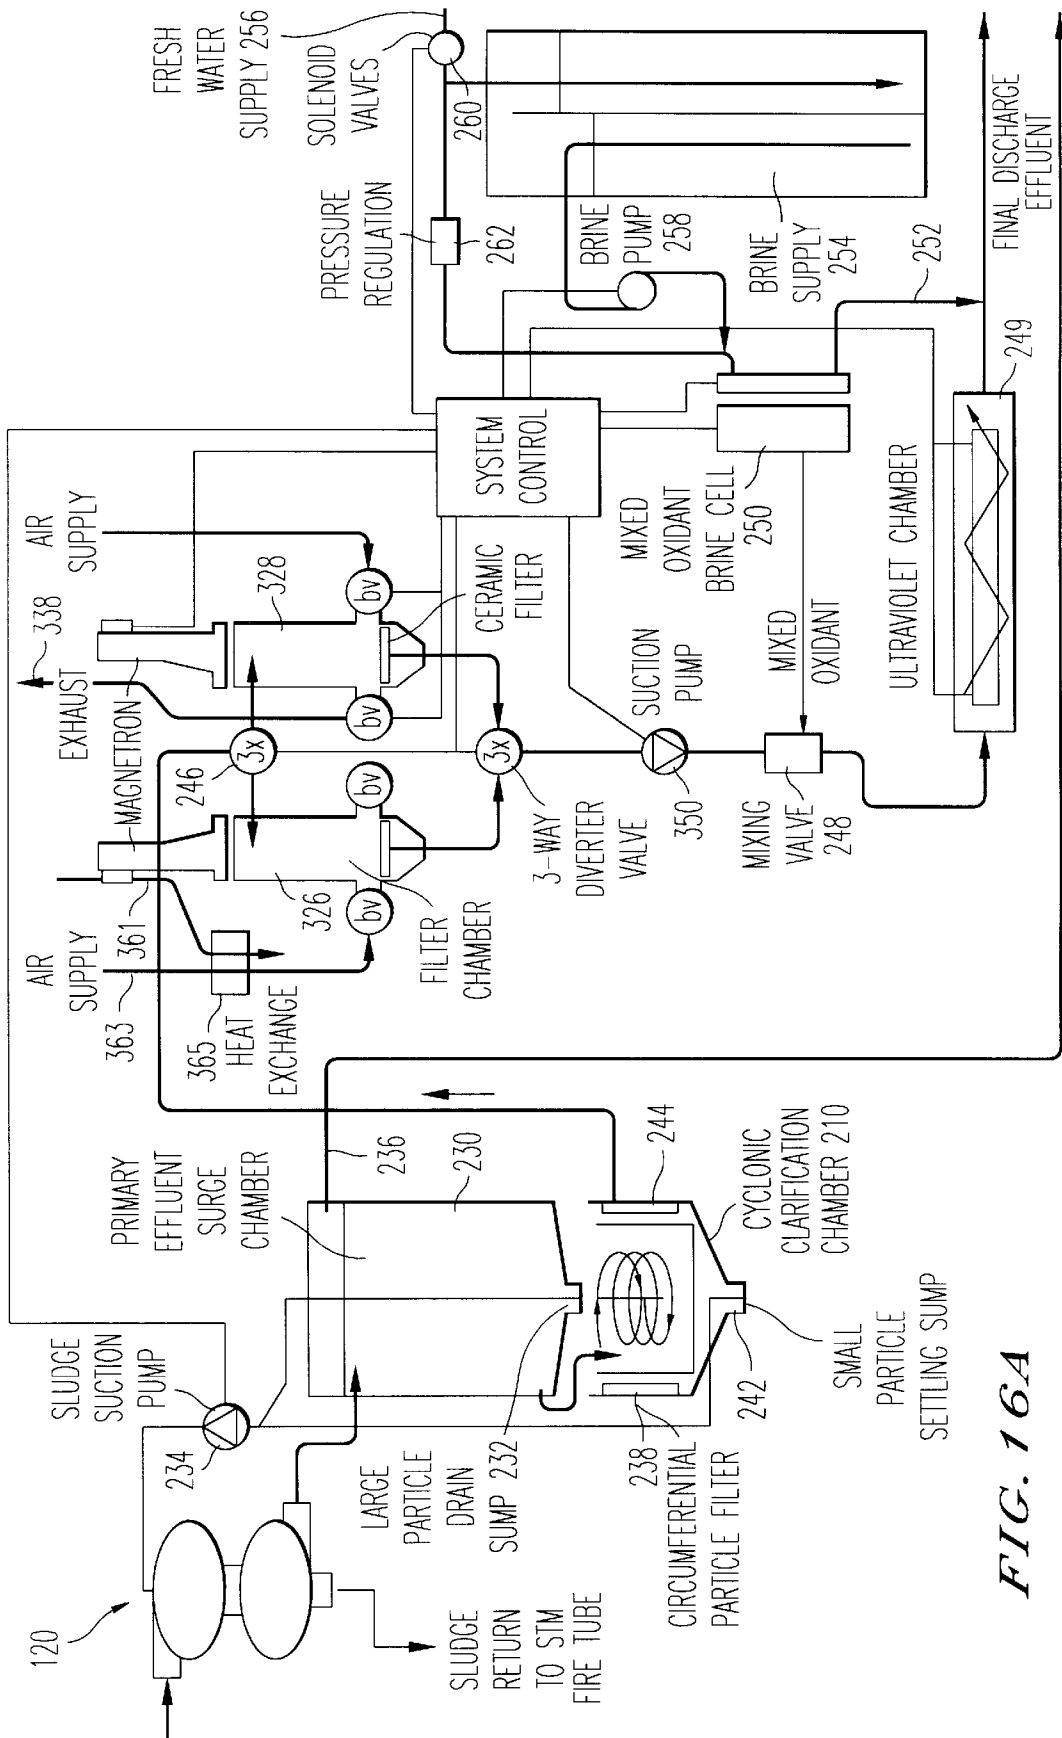 120
SLUDGE
SUCTION
PUMP
234
PRIMARY
EFFLUENT
SURGE
CHAMBER
236
230
LARGE
PARTICLE
DRAIN
SUMP 232
SLUDGE
RETURN
TO STM
FIRE TUBE
238
CIRCUMFERENTIAL
PARTICLE FILTER
242
SMALL
PARTICLE
SETTLING SUMP
244
CYCLONIC
CLARIFICATION
CHAMBER 210
AIR
SUPPLY
363
361
365
HEAT
EXCHANGE
MAGNETRON
246
EXHAUST
338
AIR
SUPPLY
326
328
3x
bv
bv
bv
bv
FILTER
CHAMBER
CERAMIC
FILTER
3x
3-WAY
DIVERTER
VALVE
SUCTION
PUMP
350
SYSTEM
CONTROL
MIXED
OXIDANT
BRINE CELL
250
MIXED
OXIDANT
MIXING
VALVE
248
ULTRAVIOLET CHAMBER
249
FRESH
WATER
SUPPLY 256
SOLENOID
VALVES
260
PRESSURE
REGULATION
262
BRINE
PUMP
258
BRINE
SUPPLY
254
252
FINAL DISCHARGE
EFFLUENT
FIG. 16A